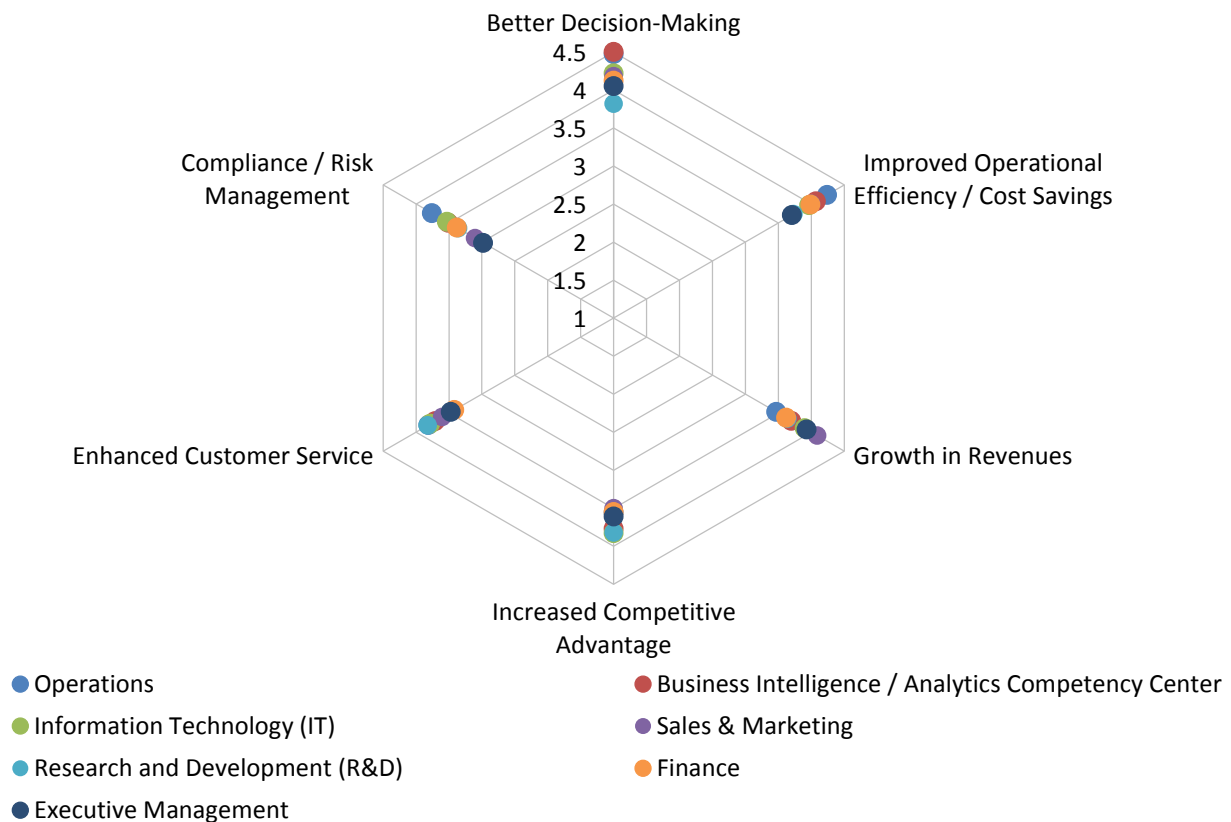 Better Decision-Making
4.5
4
3.5
3
2.5
2
1.5
1
Compliance / Risk
Management
Improved Operational
Efficiency / Cost Savings
Enhanced Customer Service
Growth in Revenues
Increased Competitive
Advantage
Operations
Business Intelligence / Analytics Competency Center
Information Technology (IT)
Sales & Marketing
Research and Development (R&D)
Finance
Executive Management